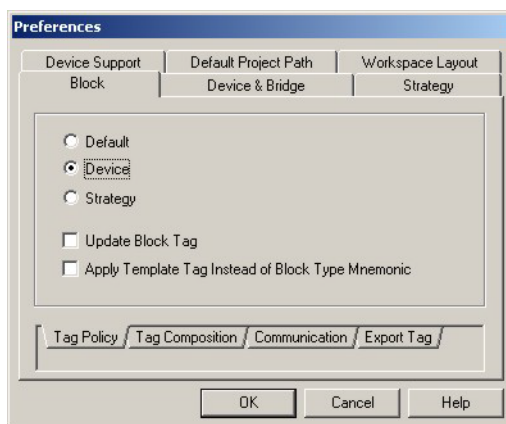 Preferences
Device Support Default Project Path Workspace Layout
Block Device & Bridge Strategy
Default
Device
Strategy
Update Block Tag
Apply Template Tag Instead of Block Type Mnemonic
Tag Policy Tag Composition Communication Export Tag
OK Cancel Help